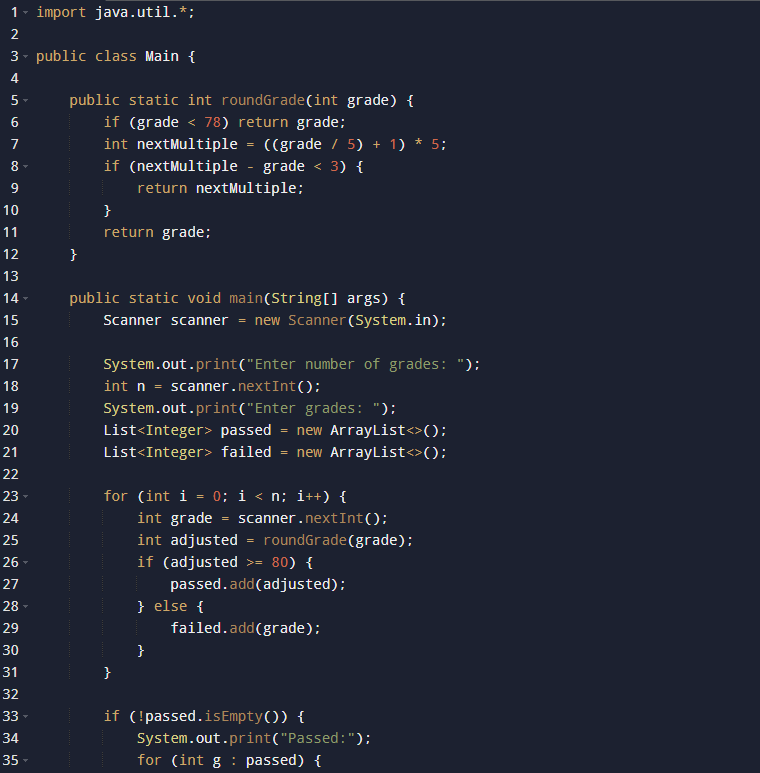 1 import java.util.*;
2
3 public class Main {
4
5     public static int roundGrade(int grade) {
6         if (grade < 78) return grade;
7         int nextMultiple = ((grade / 5) + 1) * 5;
8         if (nextMultiple - grade < 3) {
9             return nextMultiple;
10         }
11         return grade;
12     }
13
14     public static void main(String[] args) {
15         Scanner scanner = new Scanner(System.in);
16
17         System.out.print("Enter number of grades: ");
18         int n = scanner.nextInt();
19         System.out.print("Enter grades: ");
20         List<Integer> passed = new ArrayList<>();
21         List<Integer> failed = new ArrayList<>();
22
23         for (int i = 0; i < n; i++) {
24             int grade = scanner.nextInt();
25             int adjusted = roundGrade(grade);
26             if (adjusted >= 80) {
27                 passed.add(adjusted);
28             } else {
29                 failed.add(grade);
30             }
31         }
32
33         if (!passed.isEmpty()) {
34             System.out.print("Passed:");
35             for (int g : passed) {